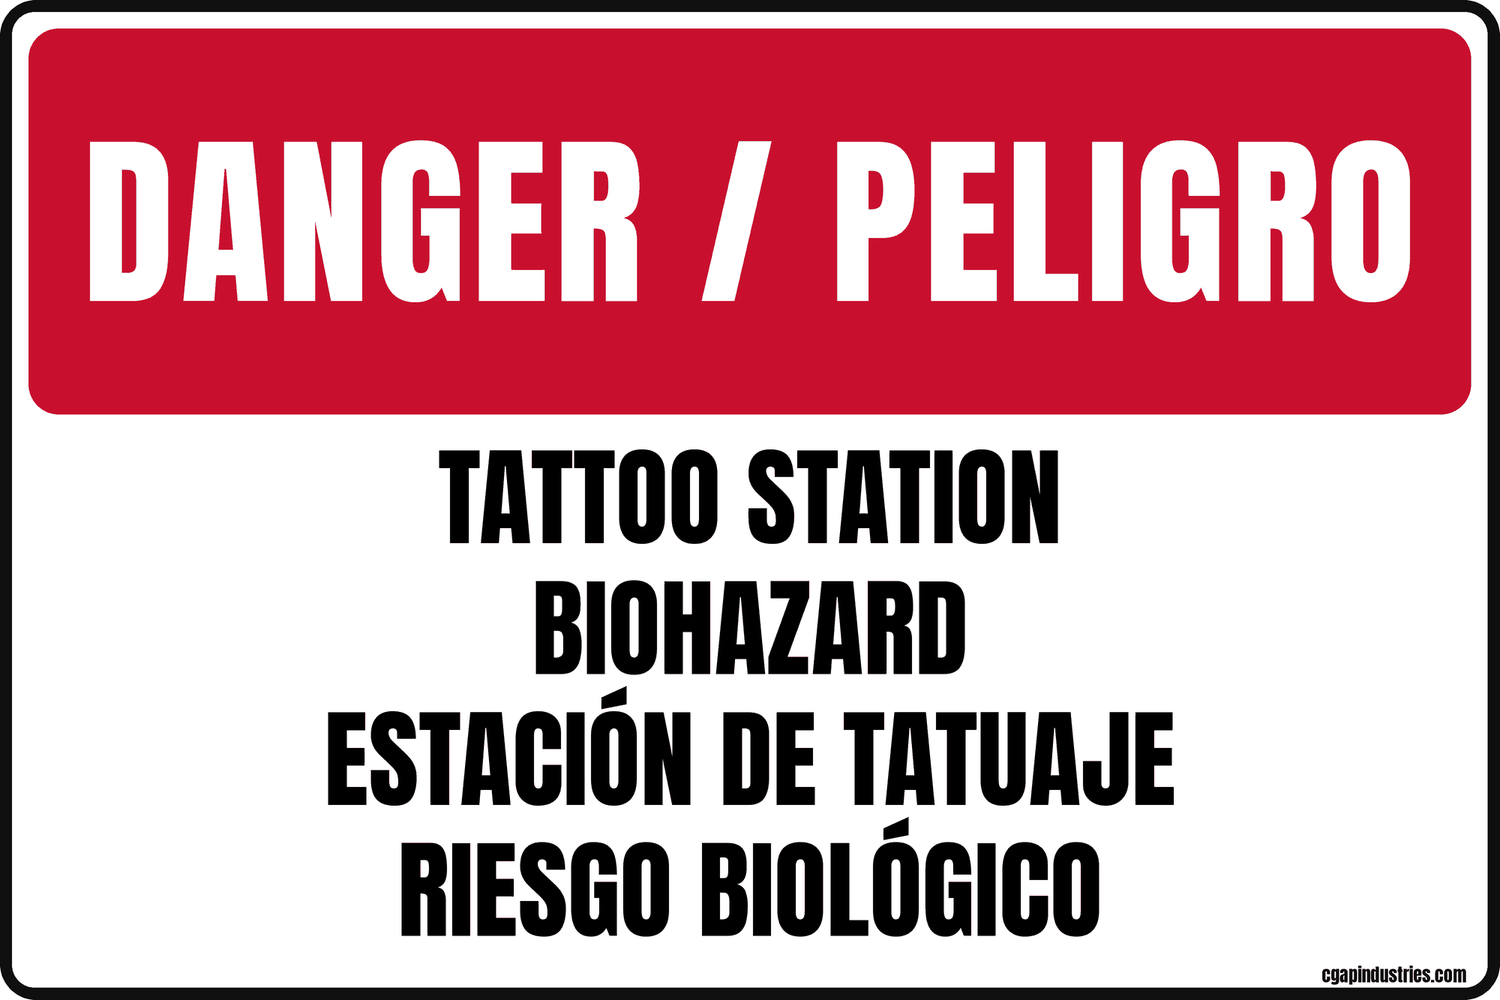 DANGER / PELIGRO
TATTOO STATION
BIOHAZARD
ESTACIÓN DE TATUAJE
RIESGO BIOLÓGICO
cgapindustries.com